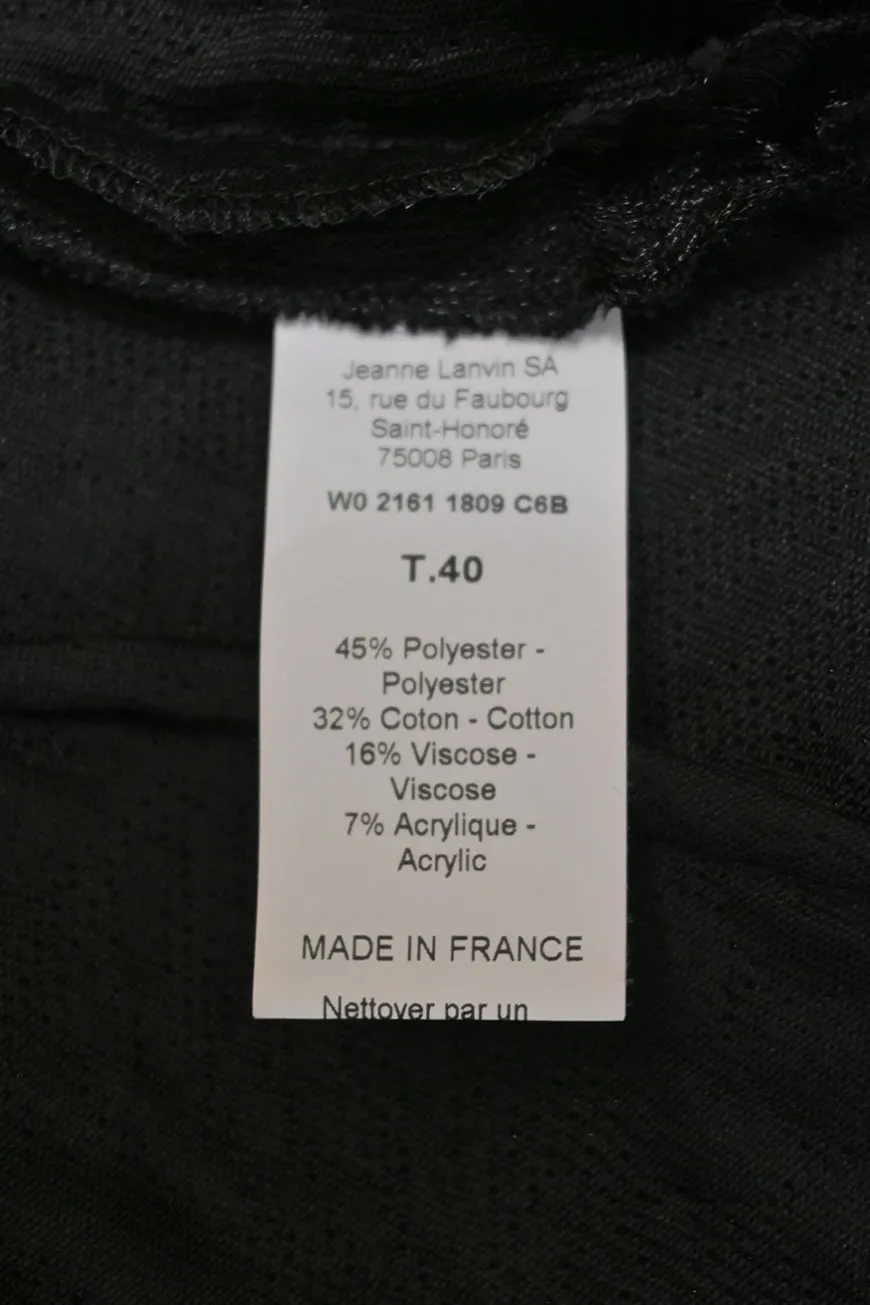 Jeanne Lanvin SA
15, rue du Faubourg
Saint-Honoré
75008 Paris
W0 2161 1809 C6B
T.40
45% Polyester -
Polyester
32% Coton - Cotton
16% Viscose -
Viscose
7% Acrylique -
Acrylic
MADE IN FRANCE
Nettoyer par un